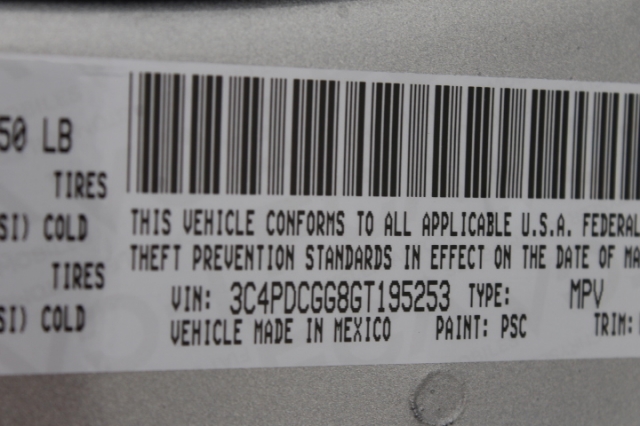 50 LB
TIRES
SI) COLD
TIRES
SI) COLD
THIS VEHICLE CONFORMS TO ALL APPLICABLE U.S.A. FEDERAL
THEFT PREVENTION STANDARDS IN EFFECT ON THE DATE OF MA
VIN: 3C4PDCGG8GT195253 TYPE: MPV
VEHICLE MADE IN MEXICO PAINT: PSC TRIM: